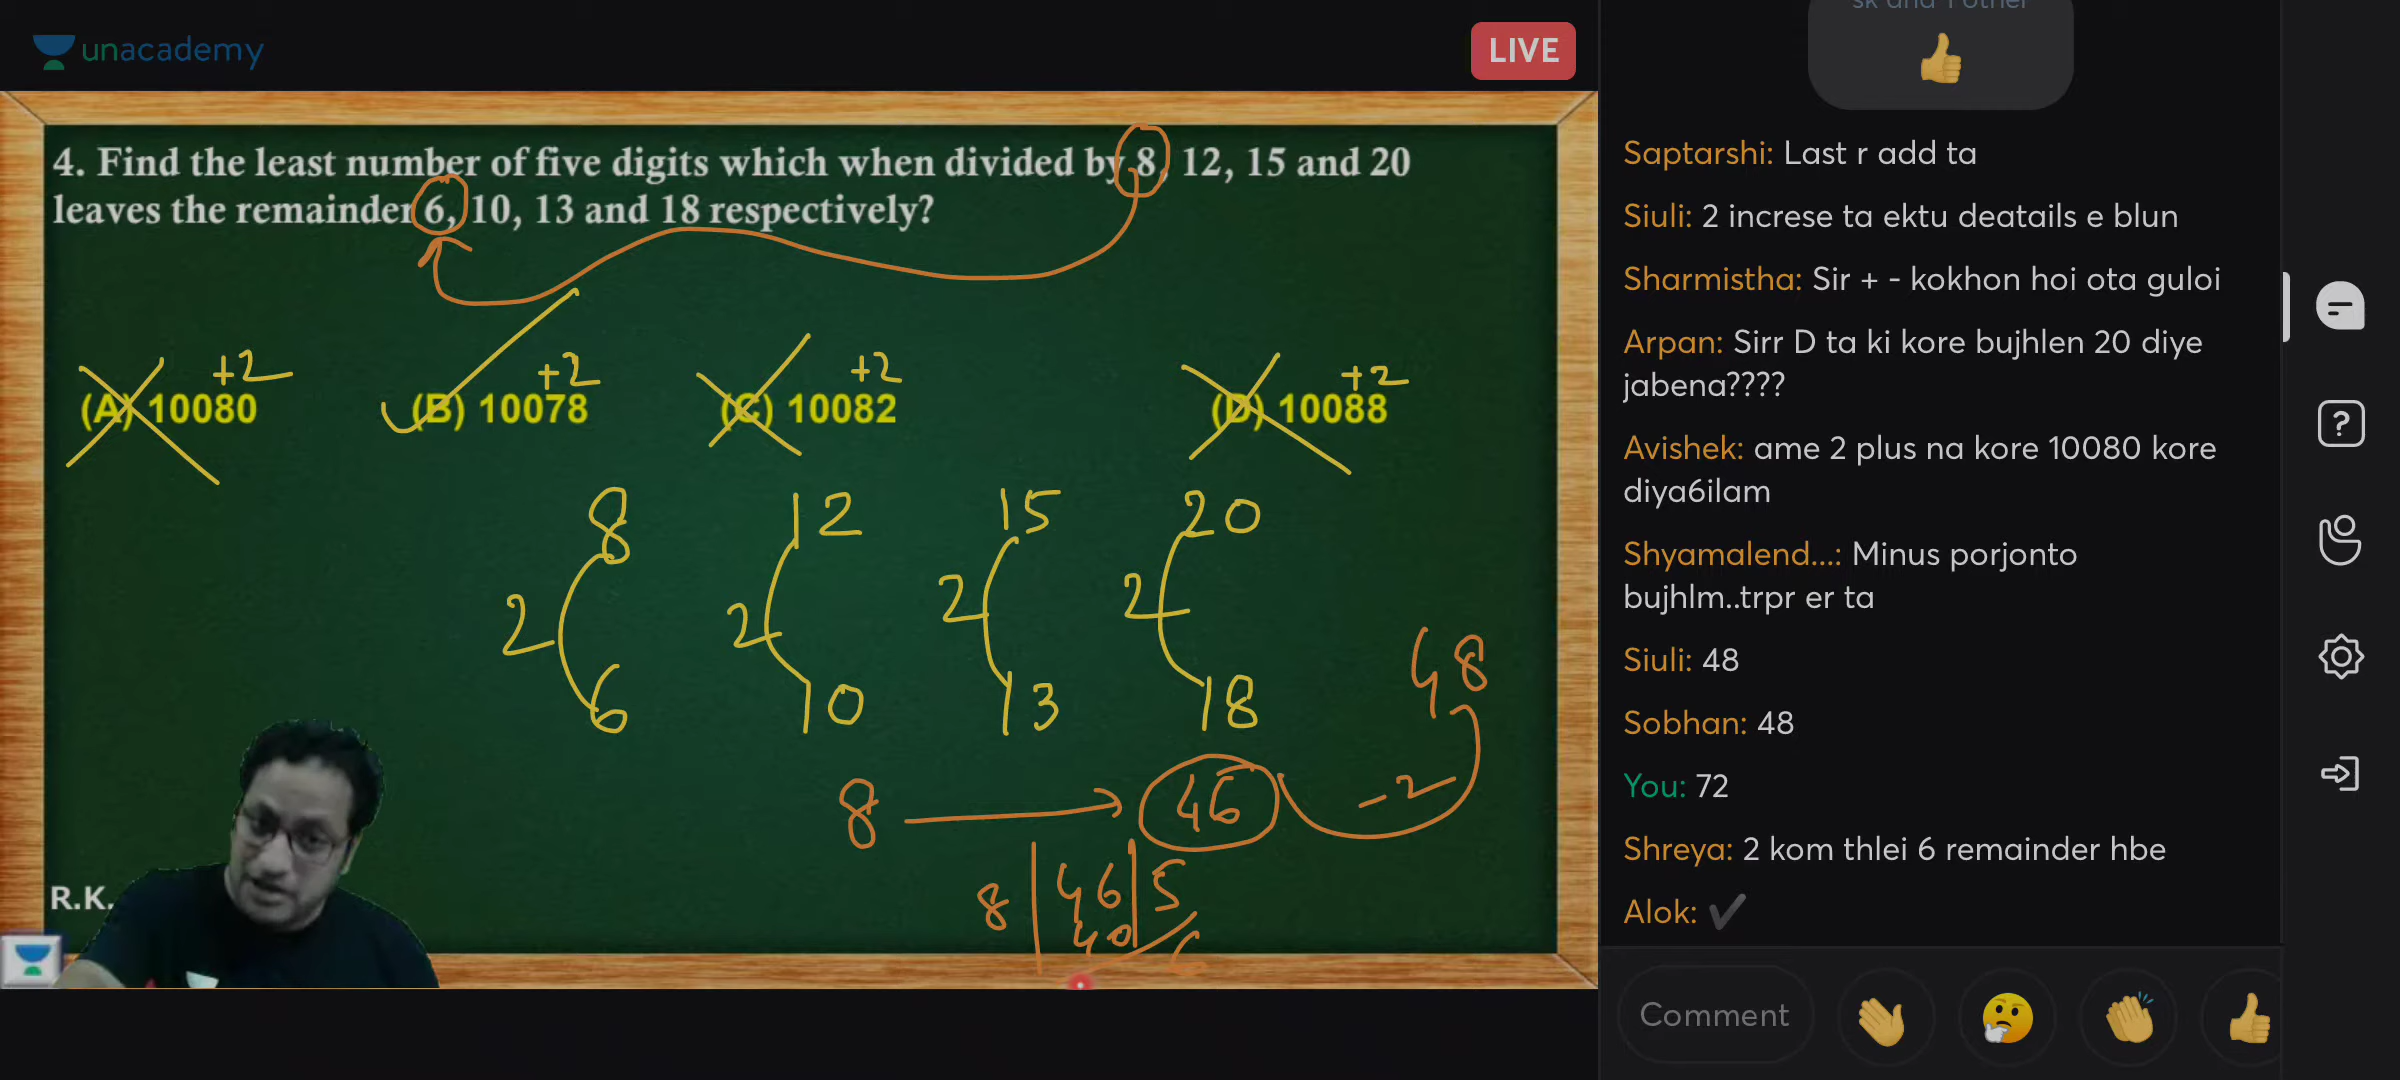 unacademy
LIVE
4. Find the least number of five digits which when divided by 8, 12, 15 and 20
leaves the remainder 6, 10, 13 and 18 respectively?
+2 +2 +2 +2
(A) 10080 (B) 10078 (C) 10082 (D) 10088
8 12 15 20
2 2 2 2
6 10 13 18
48
8 46 -2
8 46 5
40
6
R.K.
Saptarshi: Last r add ta
Siuli: 2 increse ta ektu deatails e blun
Sharmistha: Sir + - kokhon hoi ota guloi
Arpan: Sirr D ta ki kore bujhlen 20 diye
jabena????
Avishek: ame 2 plus na kore 10080 kore
diya6ilam
Shyamalend...: Minus porjonto
bujhlm..trpr er ta
Siuli: 48
Sobhan: 48
You: 72
Shreya: 2 kom thlei 6 remainder hbe
Alok: ✔
Comment